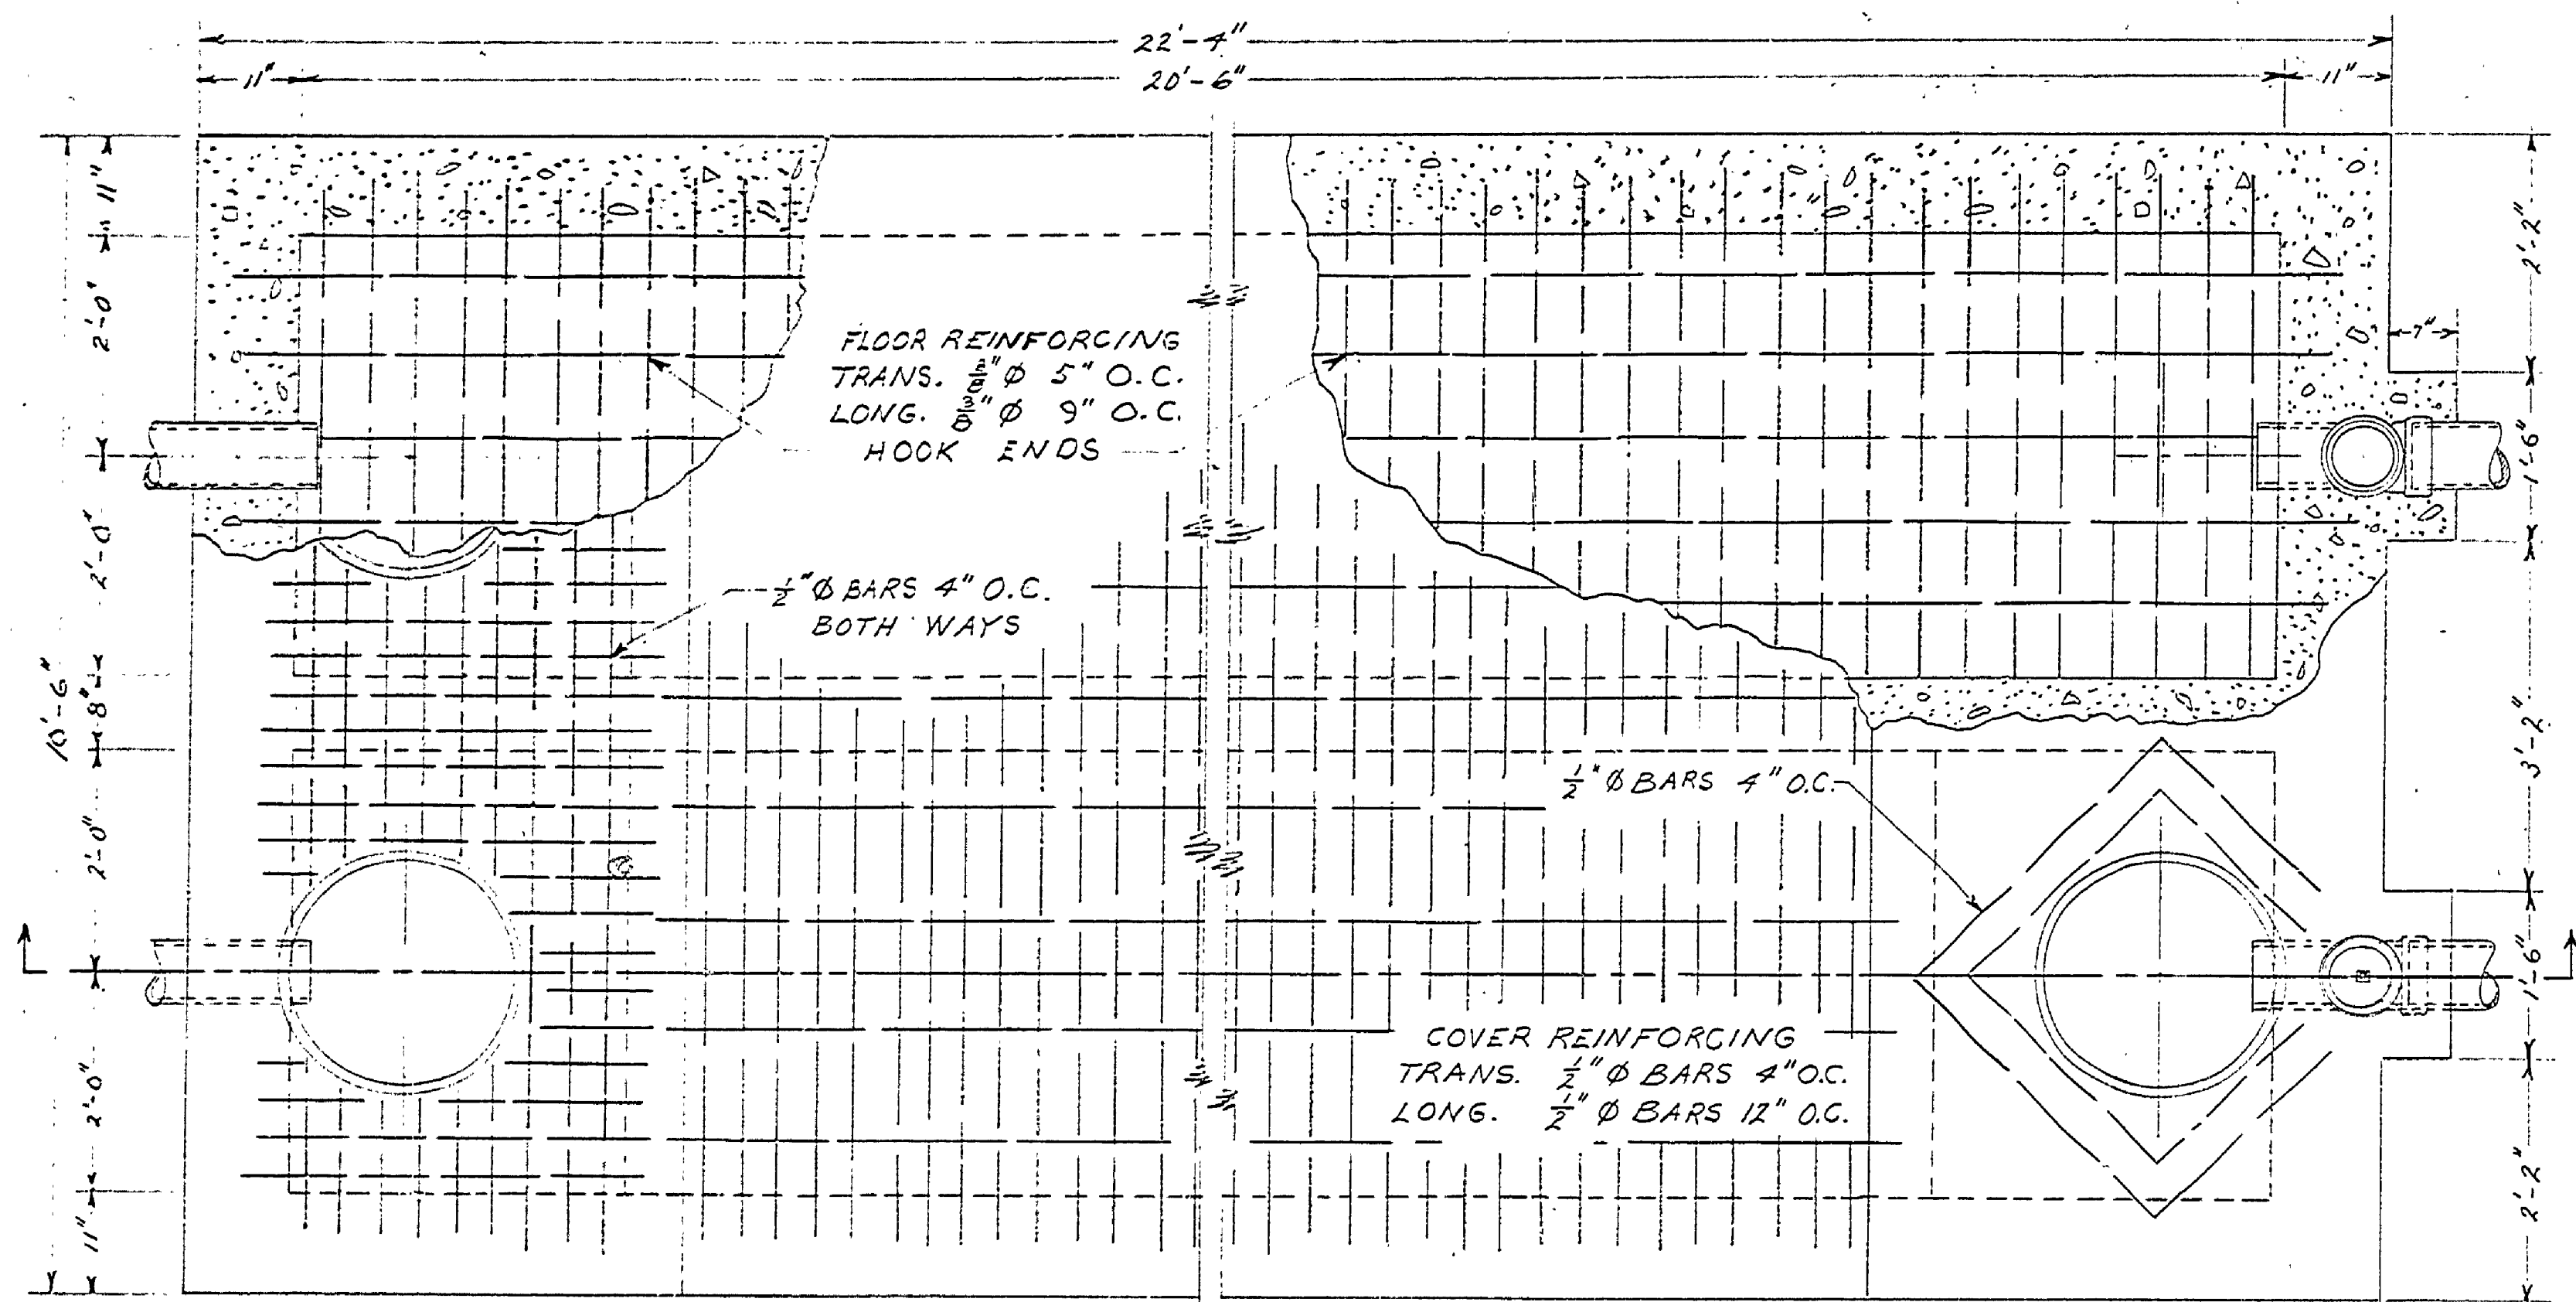 22'-4"
11"
20'-6"
11"
11"
2'-0"
2'-0"
8"
10'-6"
2'-0"
2'-0"
11"
FLOOR REINFORCING
TRANS. 3/8" Ø 5" O.C.
LONG. 3/8" Ø 9" O.C.
HOOK ENDS
1/2" Ø BARS 4" O.C.
BOTH WAYS
1/2" Ø BARS 4" O.C.
COVER REINFORCING
TRANS. 1/2" Ø BARS 4" O.C.
LONG. 1/2" Ø BARS 12" O.C.
2'-2"
7"
1'-6"
3'-2"
1'-6"
2'-2"